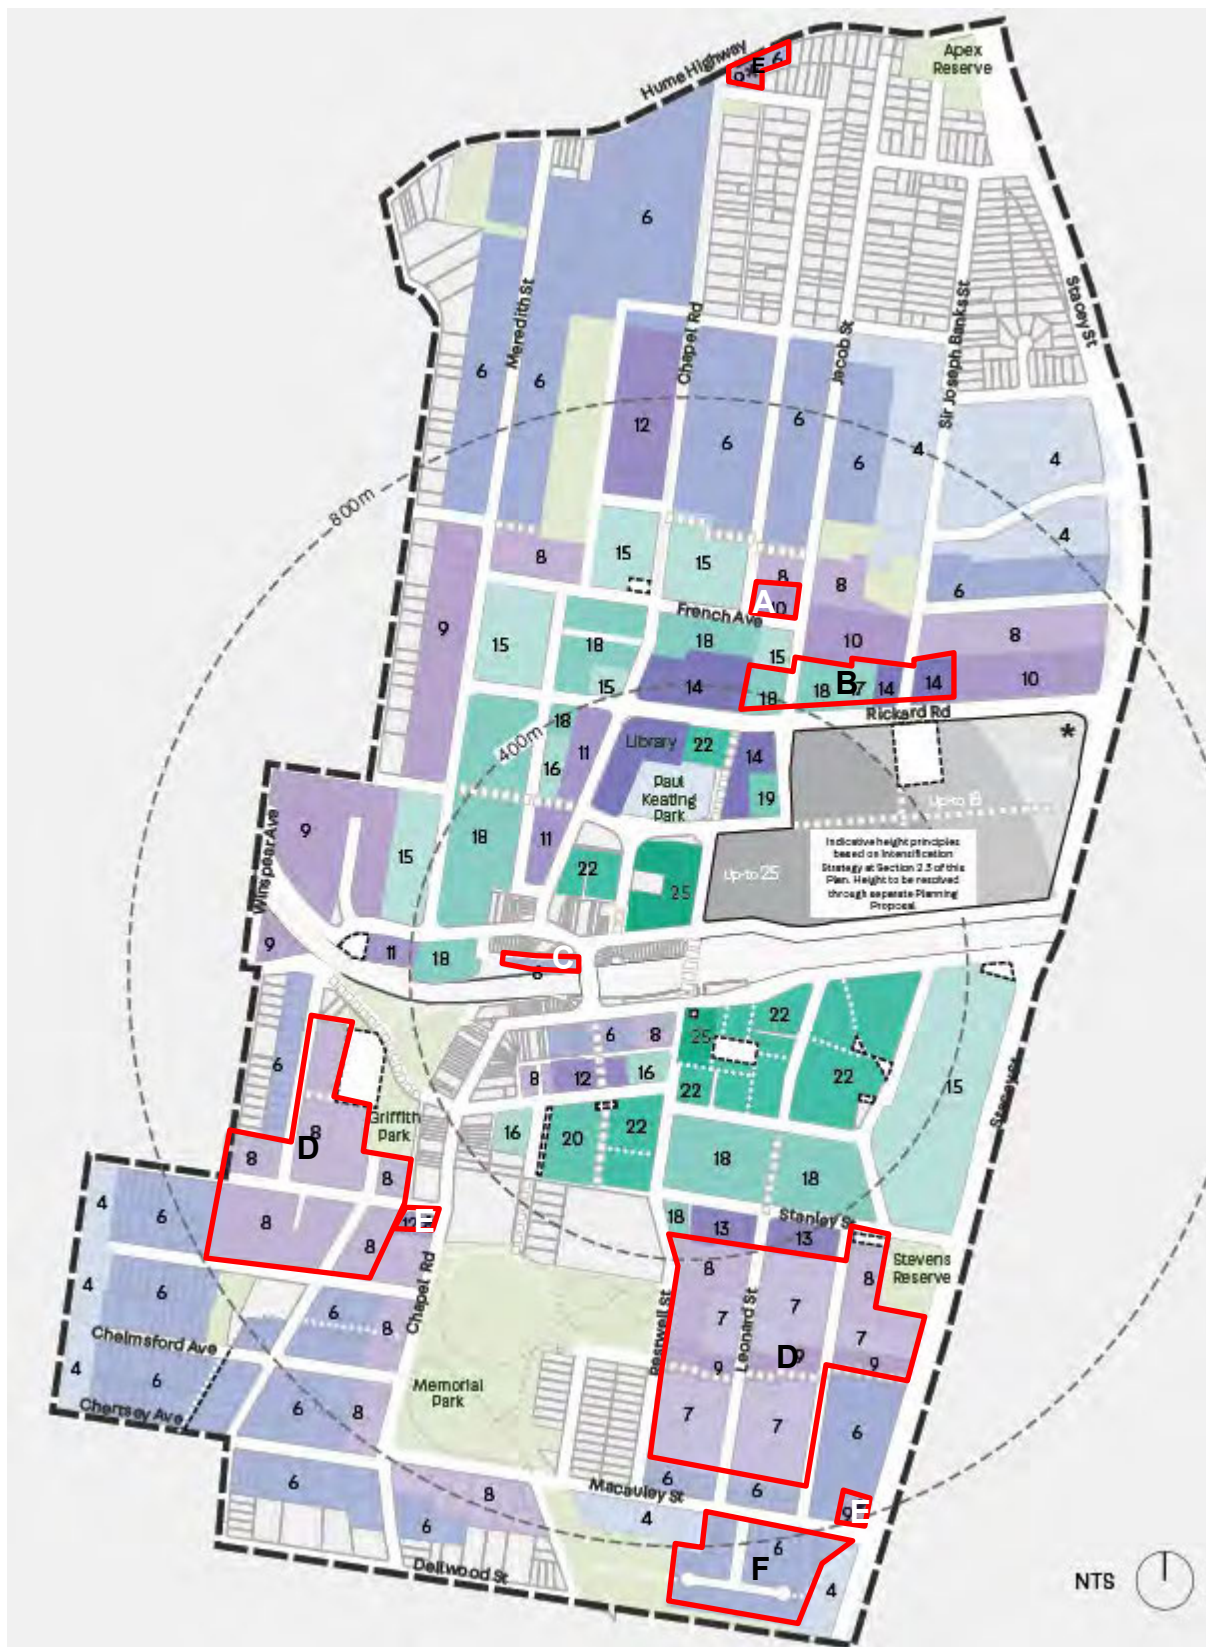 Apex
Reserve
Hume Highway
E
6
9*
6
Meredith St
Chapel Rd
Jacob St
Sir Joseph Banks St
Stacey St
6
6
12
6
6
6
4
4
800m
4
8
15
15
8
8
6
A
10
French Ave
9
15
18
18
15
10
8
15
14
18
18
B
14
14
10
Rickard Rd
400m
18
11
16
Library
22
14
Paul
Keating
Park
19
*
Up-to 25
Indicative height principles
based on Intensification
Strategy at Section 2.3 of this
Plan. Height to be resolved
through separate Planning
Proposal
Winspear Ave
9
15
18
11
22
25
9
11
18
C
6
6
8
25
22
22
22
15
Stacey St
8
12
16
6
8
D
Griffith
Park
16
20
22
18
18
8
8
8
8
12
E
Chapel Rd
4
6
4
6
6
8
Chelmsford Ave
4
6
6
8
Chertsey Ave
18
13
13
Stanley St
Stevens
Reserve
8
8
7
7
7
Leonard St
9
D
9
9
7
7
6
Memorial
Park
6
8
6
6
6
Macauley St
4
9
E
6
F
4
Dellwood St
NTS